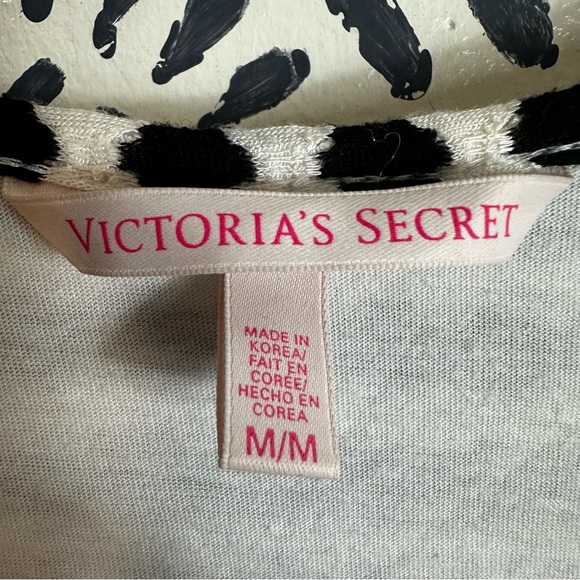 VICTORIA'S SECRET
MADE IN
KOREA/
FAIT EN
COREE/
HECHO EN
COREA
M/M